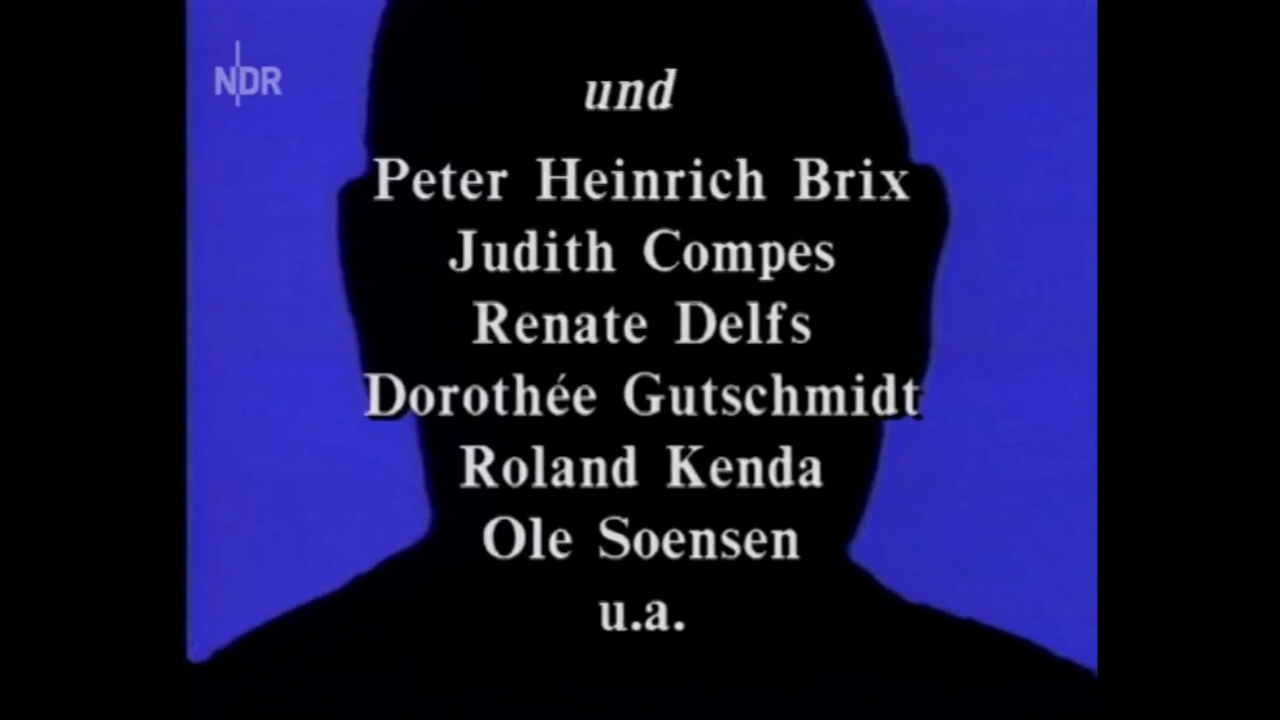 NDR
und
Peter Heinrich Brix
Judith Compes
Renate Delfs
Dorothée Gutschmidt
Roland Kenda
Ole Soensen
u.a.